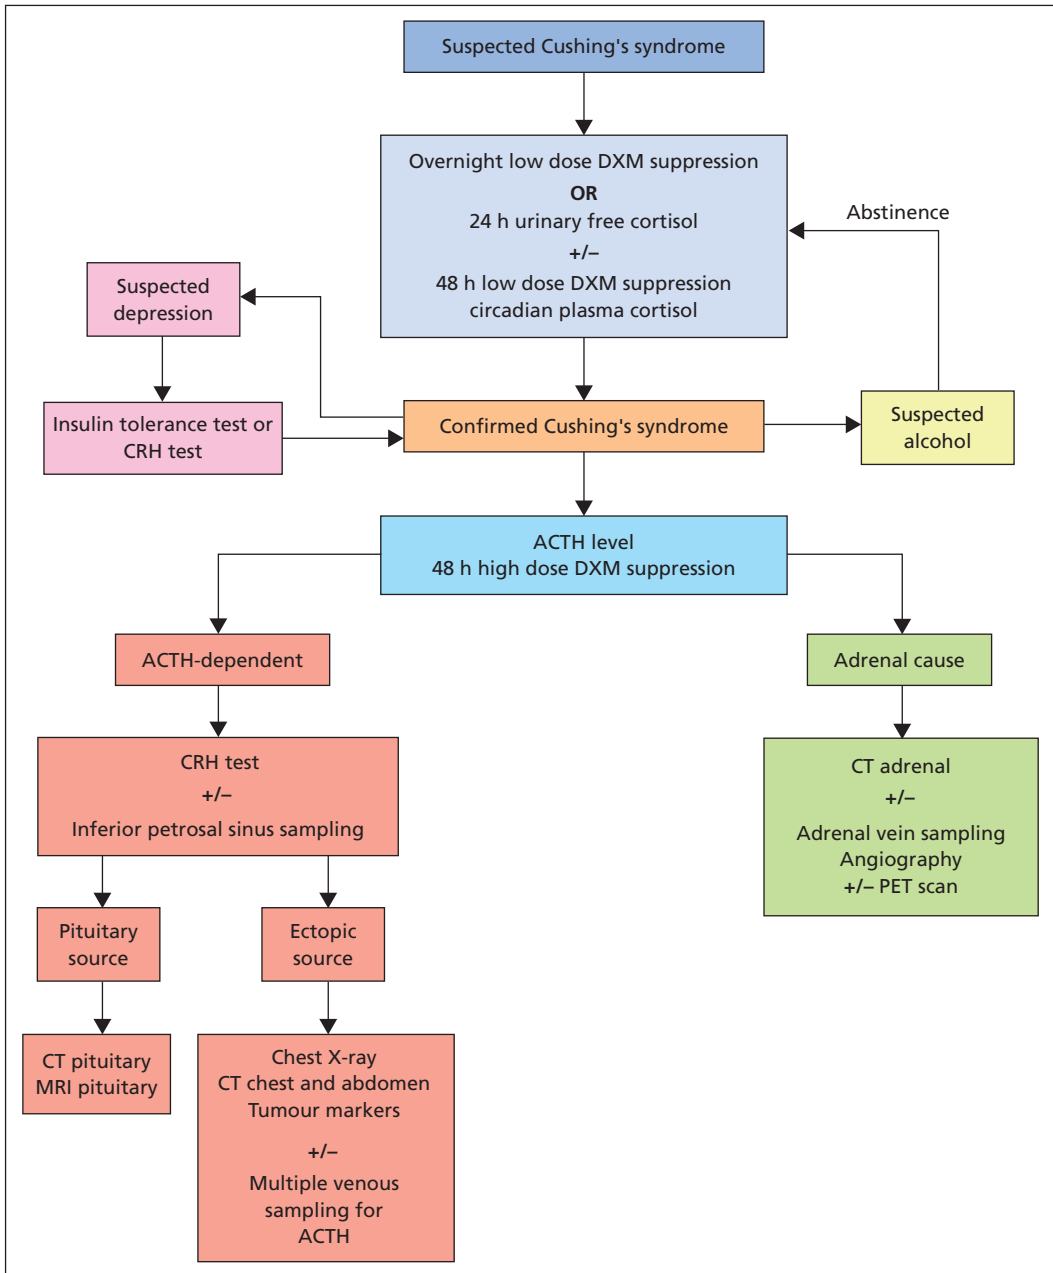 Suspected Cushing's syndrome
Overnight low dose DXM suppression
OR
24 h urinary free cortisol
+/–
48 h low dose DXM suppression
circadian plasma cortisol
Abstinence
Suspected
depression
Insulin tolerance test or
CRH test
Confirmed Cushing's syndrome
Suspected
alcohol
ACTH level
48 h high dose DXM suppression
ACTH-dependent
Adrenal cause
CRH test
+/–
Inferior petrosal sinus sampling
CT adrenal
+/–
Adrenal vein sampling
Angiography
+/– PET scan
Pituitary
source
Ectopic
source
CT pituitary
MRI pituitary
Chest X-ray
CT chest and abdomen
Tumour markers
+/–
Multiple venous
sampling for
ACTH